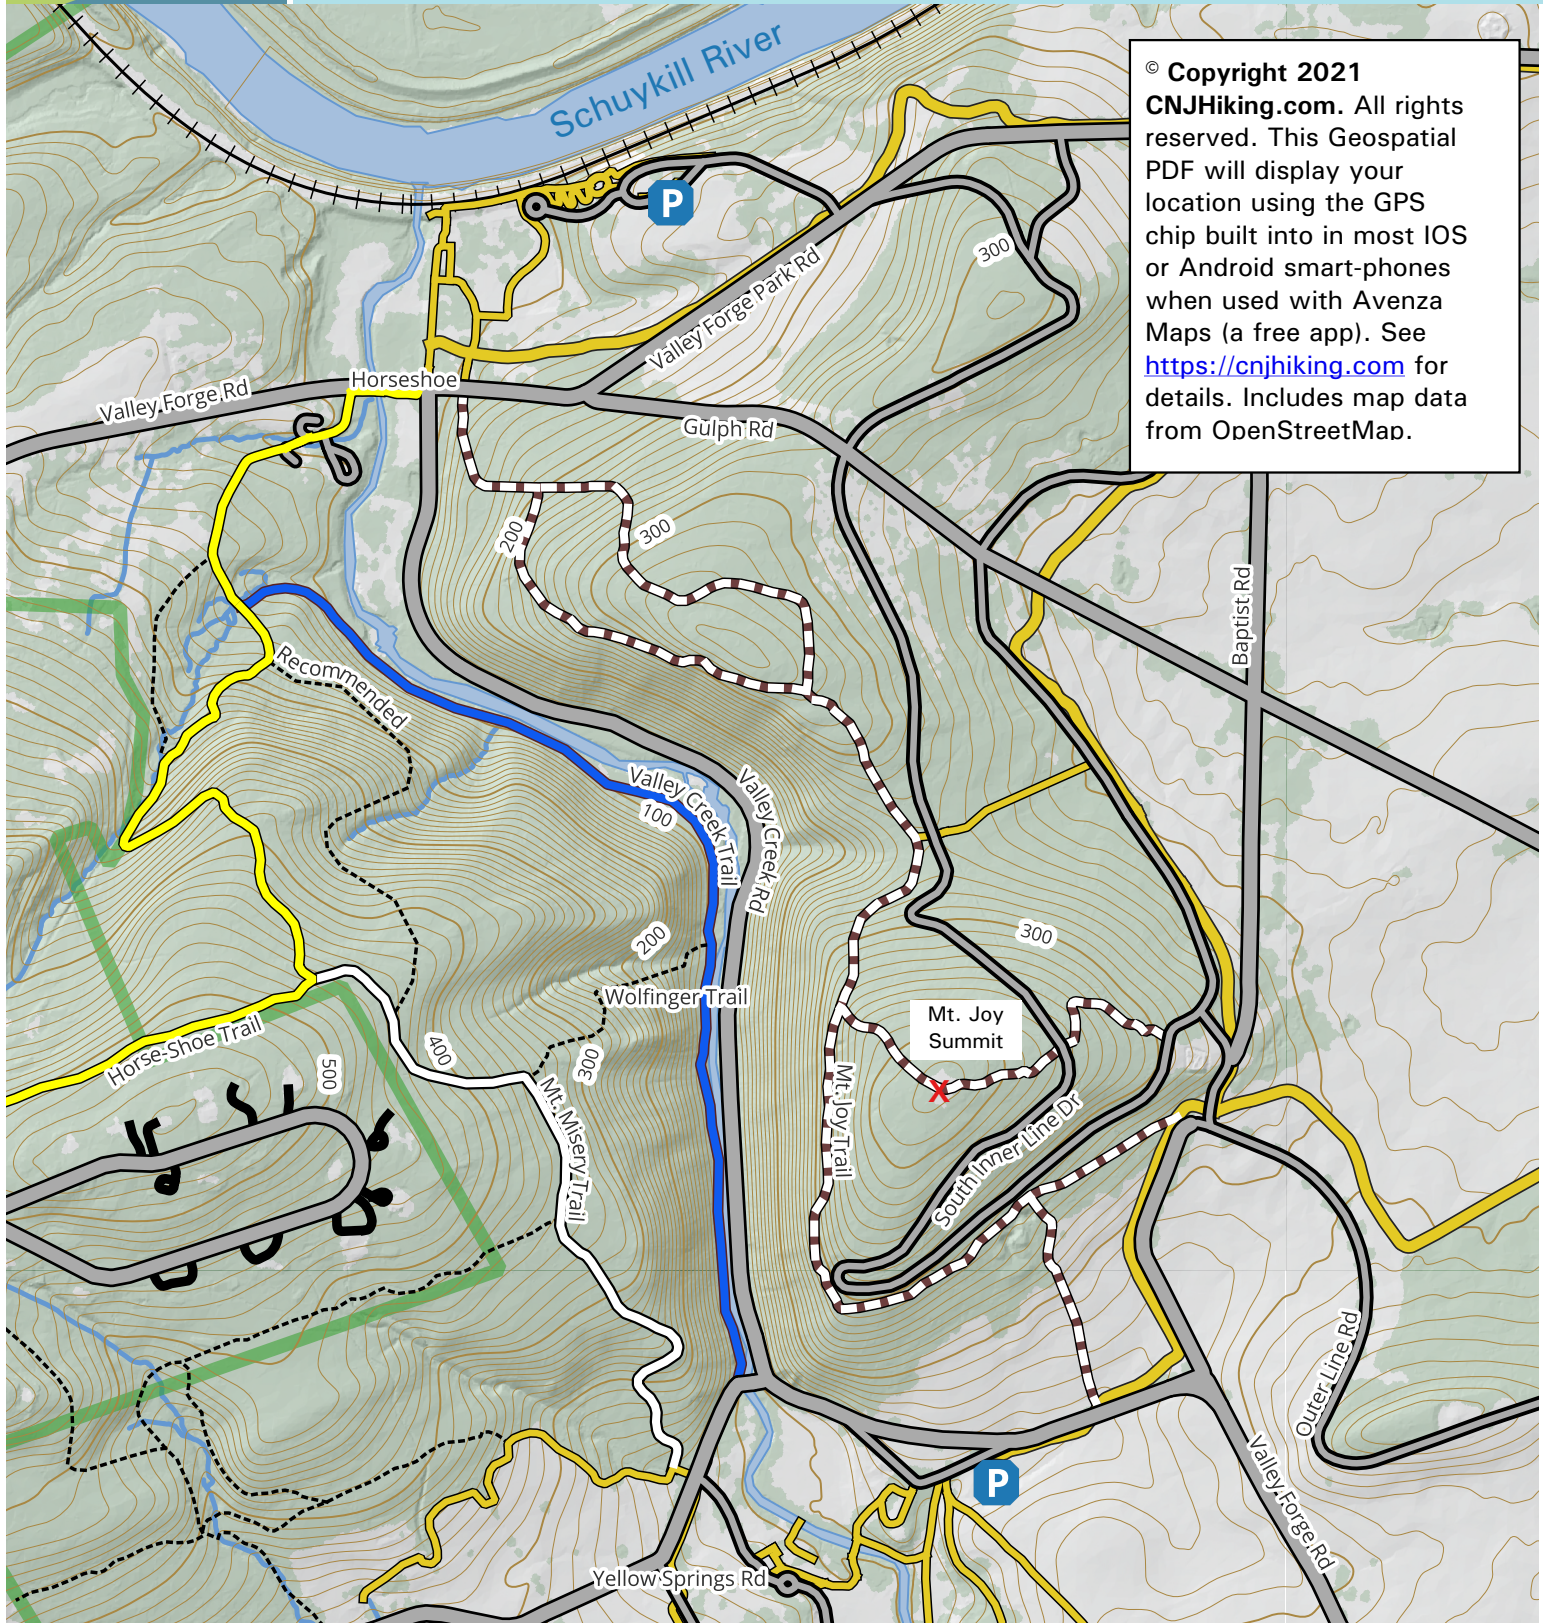 Schuykill River
© Copyright 2021
CNJHiking.com. All rights
reserved. This Geospatial
PDF will display your
location using the GPS
chip built into in most IOS
or Android smart-phones
when used with Avenza
Maps (a free app). See
https://cnjhiking.com for
details. Includes map data
from OpenStreetMap.
P
300
Valley Forge Park Rd
Horseshoe
Valley Forge Rd
Gulph Rd
200
300
Baptist Rd
Recommended
Valley Creek Trail
100
Valley Creek Rd
200
300
Wolfinger Trail
Mt. Joy
Summit
Horse-Shoe Trail
400
300
500
X
Mt. Misery Trail
Mt. Joy Trail
South Inner Line Dr
Outer Line Rd
P
Valley Forge Rd
Yellow Springs Rd